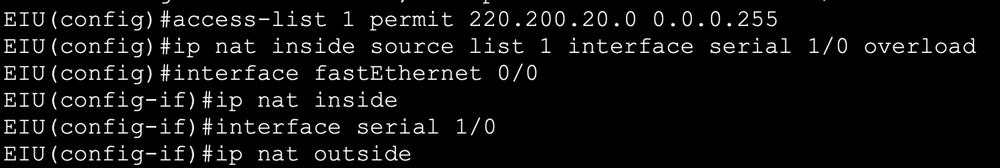 EIU(config)#access-list 1 permit 220.200.20.0 0.0.0.255
EIU(config)#ip nat inside source list 1 interface serial 1/0 overload
EIU(config)#interface fastEthernet 0/0
EIU(config-if)#ip nat inside
EIU(config-if)#interface serial 1/0
EIU(config-if)#ip nat outside